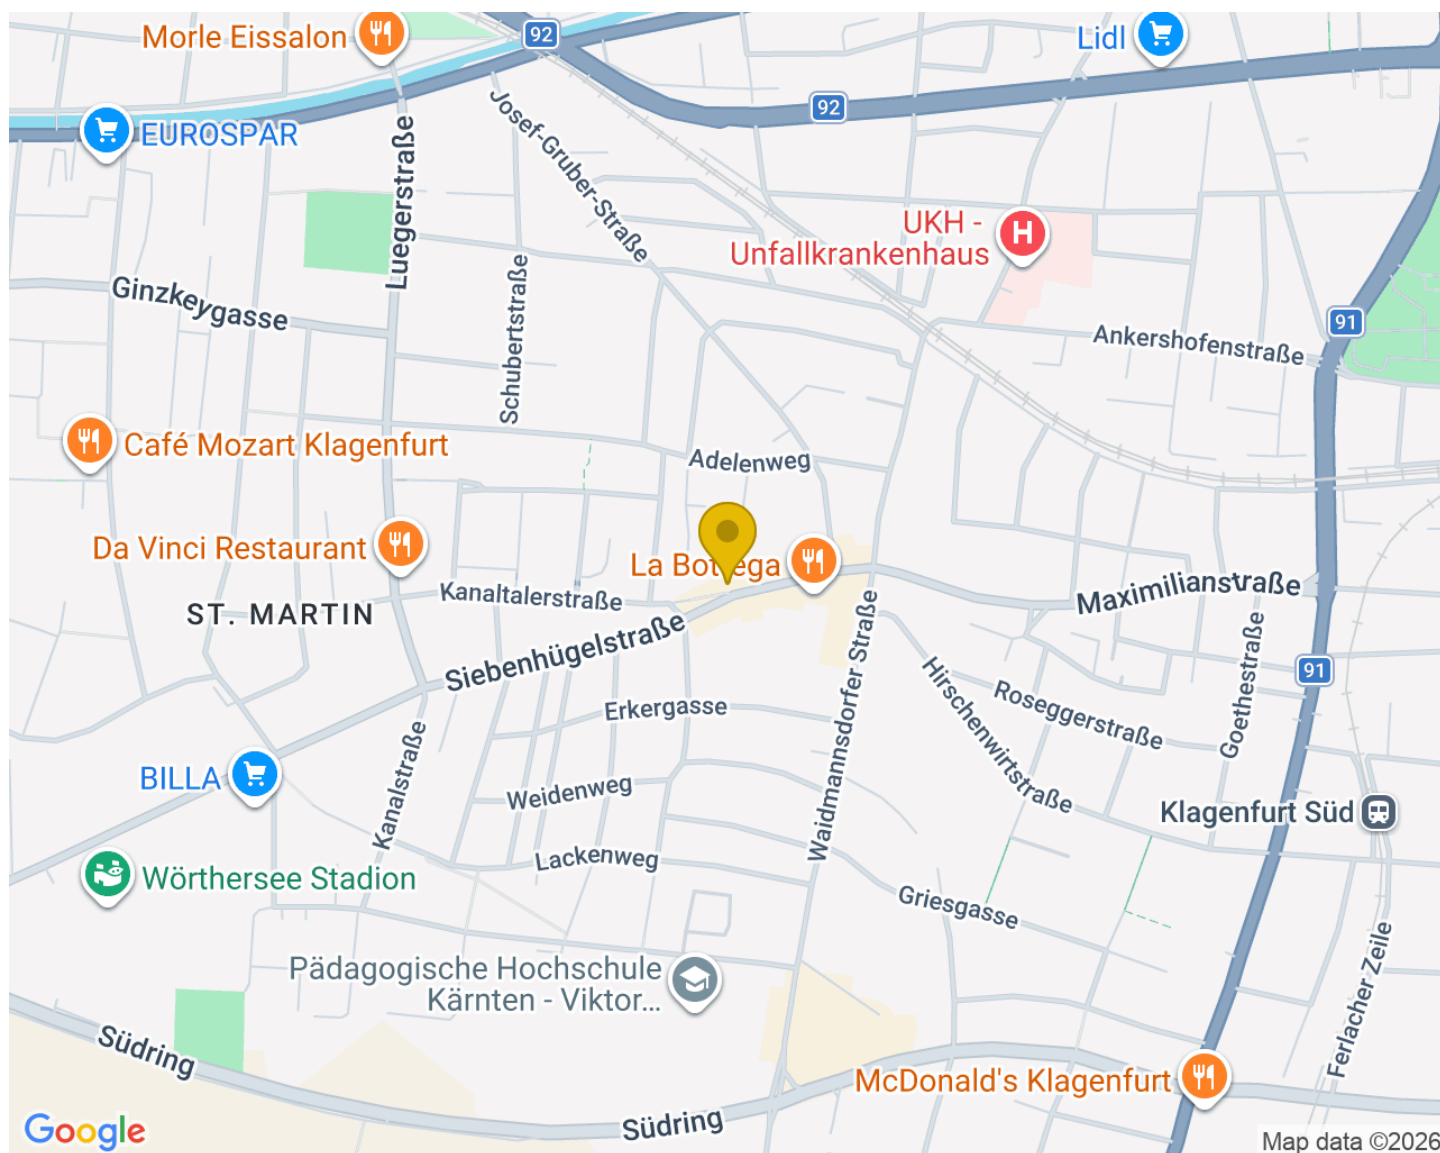 Morle Eissalon
92
Lidl
92
EUROSPAR
Josef-Gruber-Straße
Luegerstraße
UKH -
Unfallkrankenhaus
H
Ginzkeygasse
Schubertstraße
91
Ankershofenstraße
Café Mozart Klagenfurt
Adelenweg
Da Vinci Restaurant
La Bottega
Kanaltalerstraße
Maximilianstraße
ST. MARTIN
Siebenhügelstraße
Waidmannsdorfer Straße
Goethestraße
91
Hirschenwirtstraße
Roseggerstraße
Erkergasse
Kanalstraße
BILLA
Weidenweg
Klagenfurt Süd
Lackenweg
Wörthersee Stadion
Griesgasse
Pädagogische Hochschule
Kärnten - Viktor...
Ferlacher Zeile
Südring
McDonald's Klagenfurt
Südring
Google
Map data ©2026